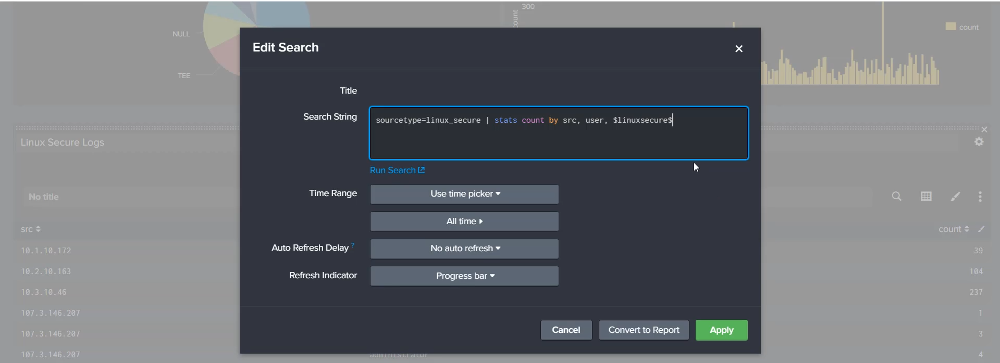 300
count
count
NULL
TEE
Edit Search
Title
Search String
sourcetype=linux_secure | stats count by src, user, $linuxsecure$
Run Search
Linux Secure Logs
Time Range
Use time picker
No title
All time
src
count
Auto Refresh Delay ?
No auto refresh
10.1.10.172
39
10.2.10.163
104
Refresh Indicator
Progress bar
10.3.10.46
237
107.3.146.207
1
Cancel
Convert to Report
Apply
107.3.146.207
3
107.3.146.207
administrator
4